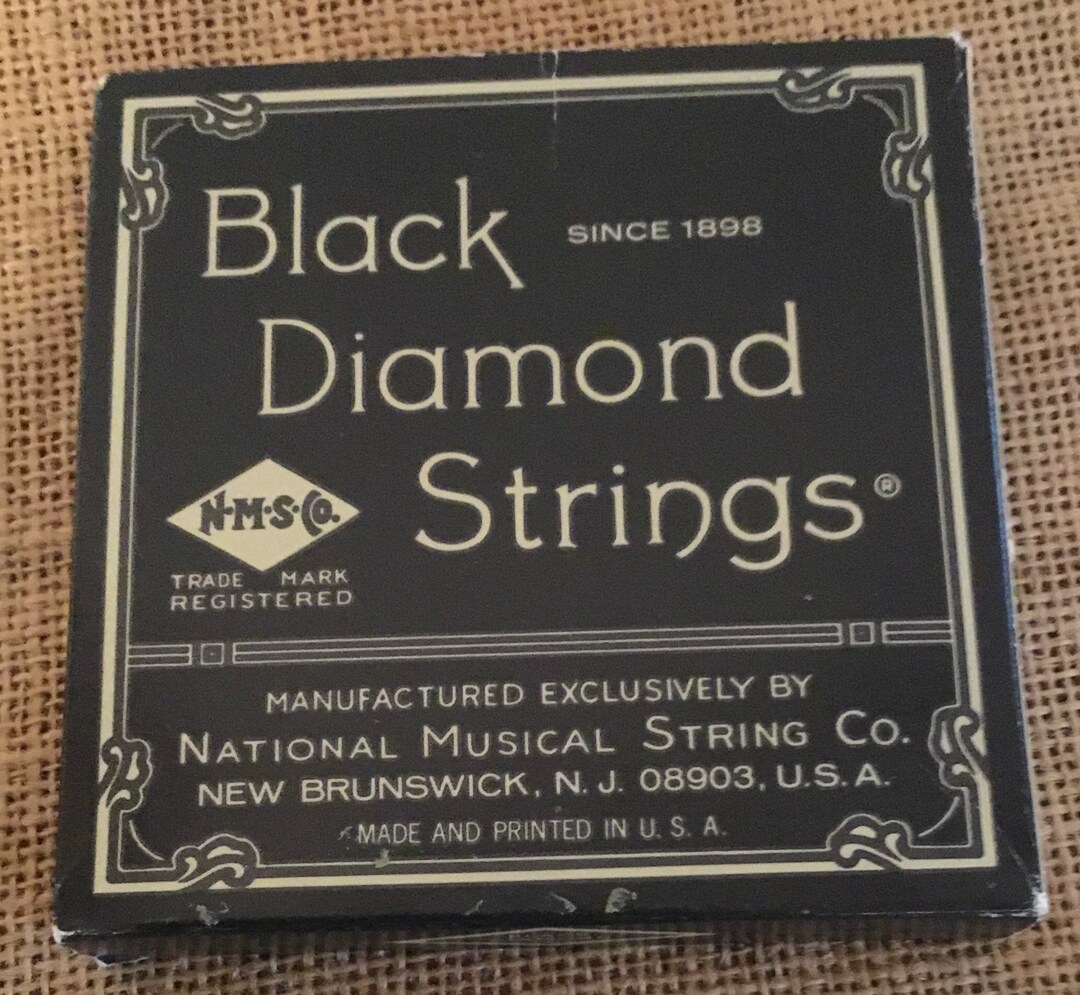 Black SINCE 1898
Diamond
Strings®
N·M·S·Co.
TRADE MARK
REGISTERED
MANUFACTURED EXCLUSIVELY BY
NATIONAL MUSICAL STRING CO.
NEW BRUNSWICK, N. J. 08903, U.S.A.
MADE AND PRINTED IN U. S. A.